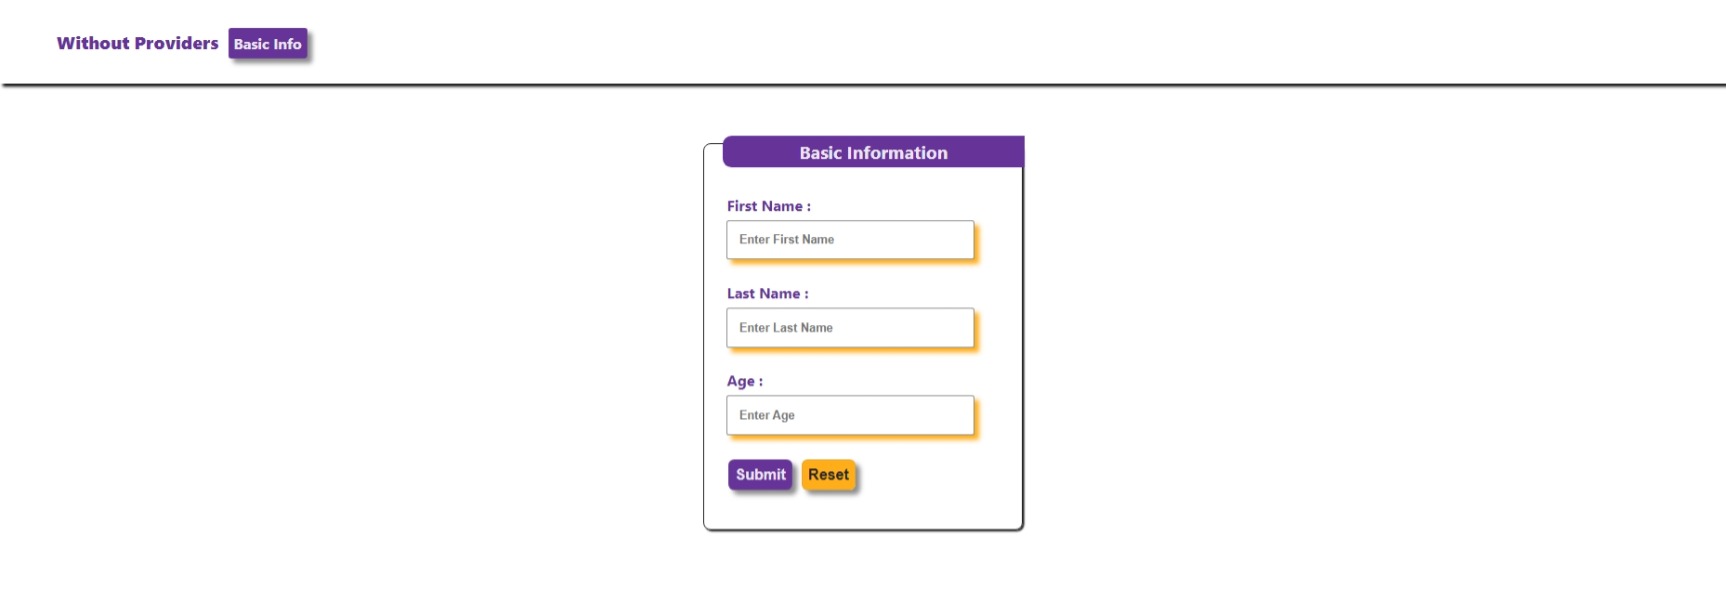 Without Providers Basic Info
Basic Information
First Name :
Enter First Name
Last Name :
Enter Last Name
Age :
Enter Age
Submit Reset